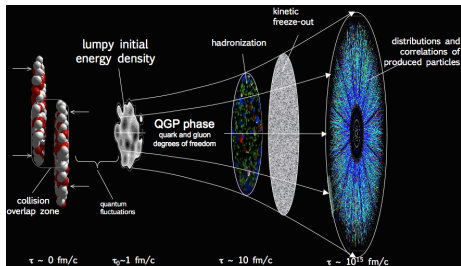 kinetic
freeze-out
lumpy initial
energy density
hadronization
distributions and
correlations of
produced particles
QGP phase
quark and gluon
degrees of freedom
collision
overlap zone
quantum
fluctuations
τ ~ 0 fm/c
τ₀~1 fm/c
τ ~ 10 fm/c
τ ~ 10¹⁵ fm/c